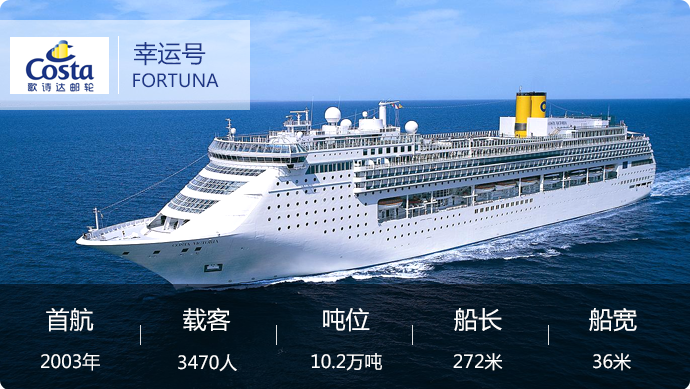 Costa
歌诗达邮轮
幸运号
FORTUNA
COSTA VICTORIA
首航
载客
吨位
船长
船宽
2003年
3470人
10.2万吨
272米
36米